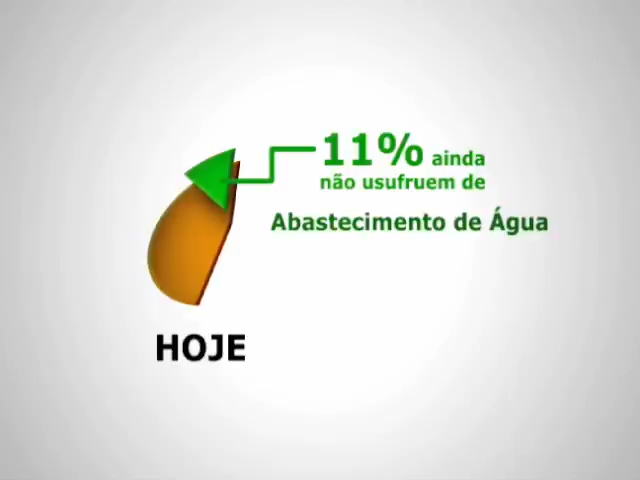 11% ainda
não usufruem de
Abastecimento de Água
HOJE